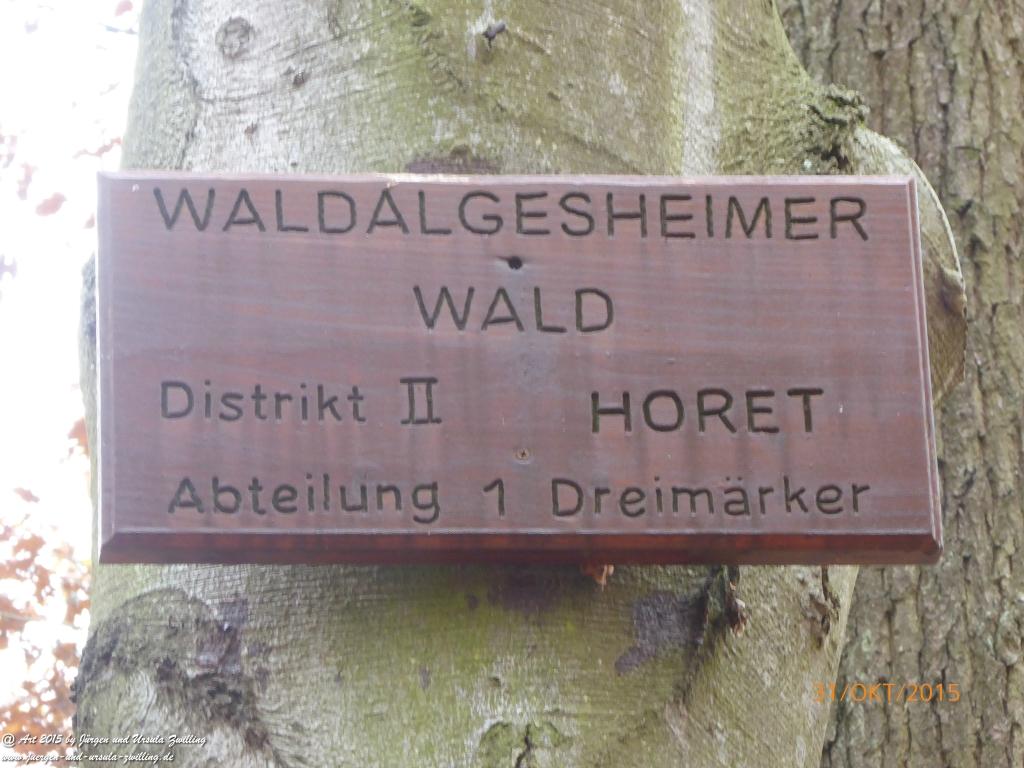 WALDALGESHEIMER
WALD
Distrikt II HORET
Abteilung 1 Dreimärker
31/OKT/2015
@ Art 2015 by Jürgen und Ursula Zwilling
www.juergen-und-ursula-zwilling.de